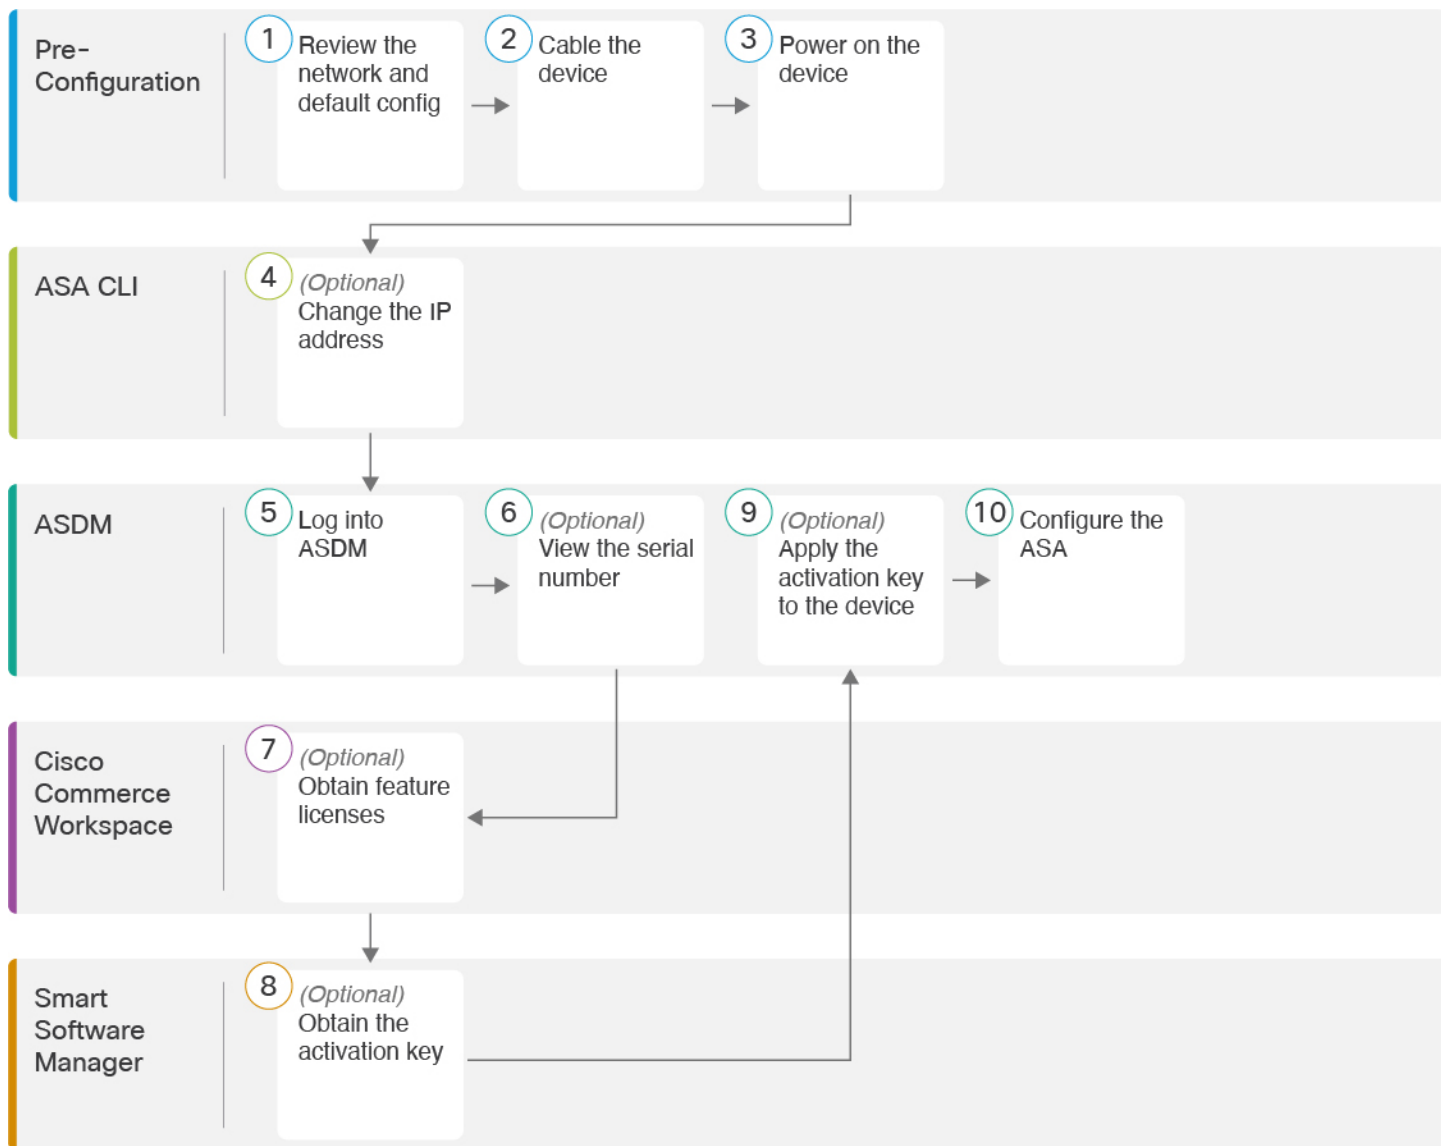 Pre-
Configuration
1
Review the
network and
default config
2
Cable the
device
3
Power on the
device
ASA CLI
4
(Optional)
Change the IP
address
ASDM
5
Log into
ASDM
6
(Optional)
View the serial
number
9
(Optional)
Apply the
activation key
to the device
10
Configure the
ASA
Cisco
Commerce
Workspace
7
(Optional)
Obtain feature
licenses
Smart
Software
Manager
8
(Optional)
Obtain the
activation key